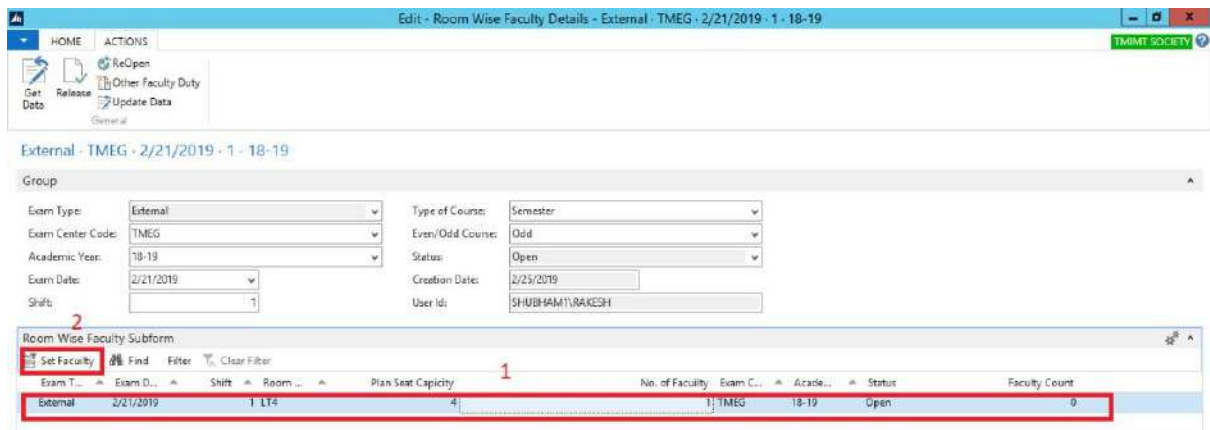 Edit - Room Wise Faculty Details - External · TMEG · 2/21/2019 · 1 · 18-19
HOME ACTIONS TMIMT SOCIETY
Get Data
Release
ReOpen
Other Faculty Duty
Update Data
General
External · TMEG · 2/21/2019 · 1 · 18-19
Group
Exam Type: External Type of Course: Semester
Exam Center Code: TMEG Even/Odd Course: Odd
Academic Year: 18-19 Status: Open
Exam Date: 2/21/2019 Creation Date: 2/25/2019
Shift: 1 User Id: SHUBHAM1\RAKESH
2
Room Wise Faculty Subform
Set Faculty Find Filter Clear Filter
1
Exam T... Exam D... Shift Room ... Plan Seat Capicity No. of Facuilty Exam C... Acade... Status Faculty Count
External 2/21/2019 1 LT4 4 1 TMEG 18-19 Open 0